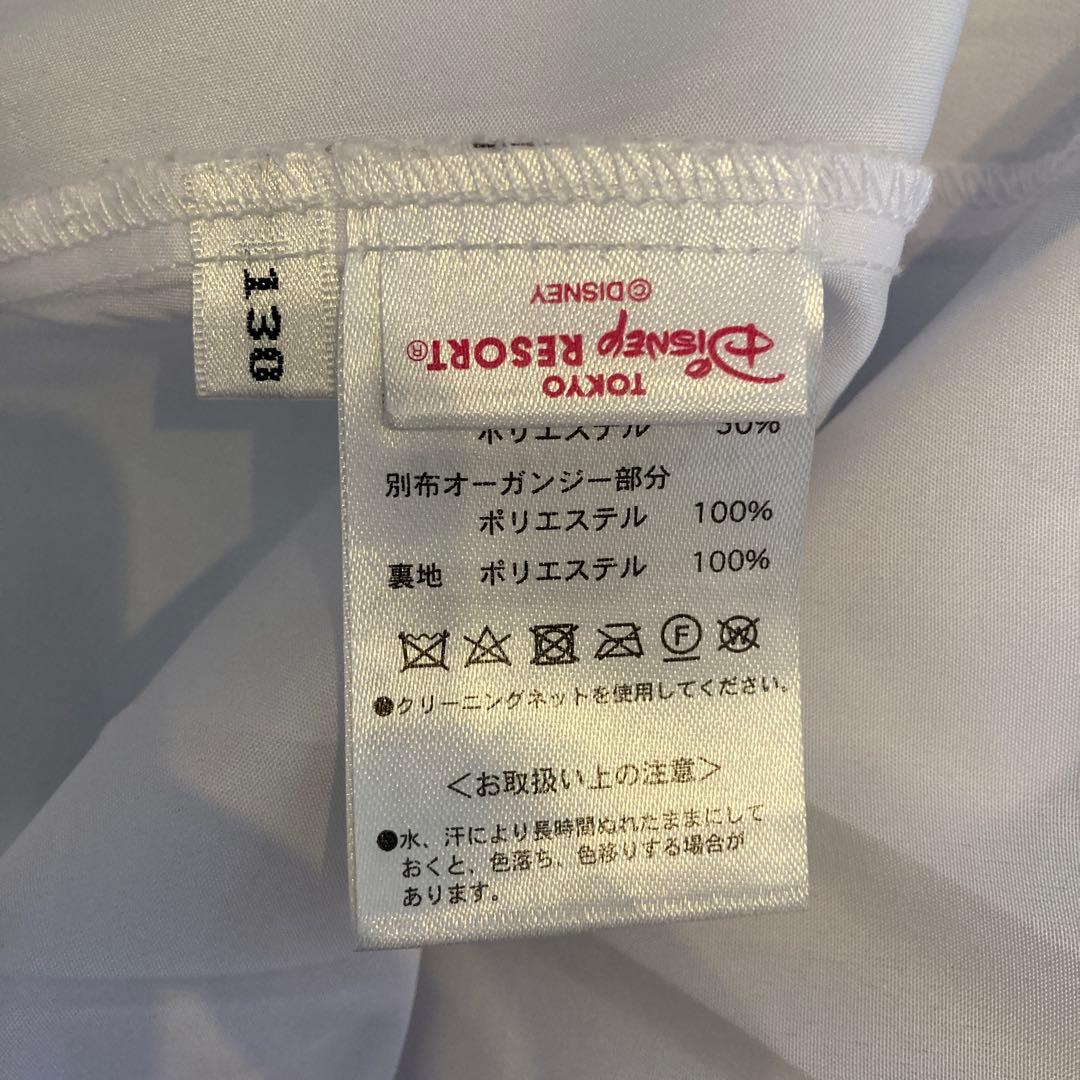 130
©DISNEY
TOKYO
DISNEY RESORT®
ポリエステル
別布オーガンジー部分
ポリエステル 100%
裏地 ポリエステル 100%
F
W
●クリーニングネットを使用してください。
<お取扱い上の注意>
●水、汗により長時間ぬれたままにして
おくと、色落ち、色移りする場合が
あります。